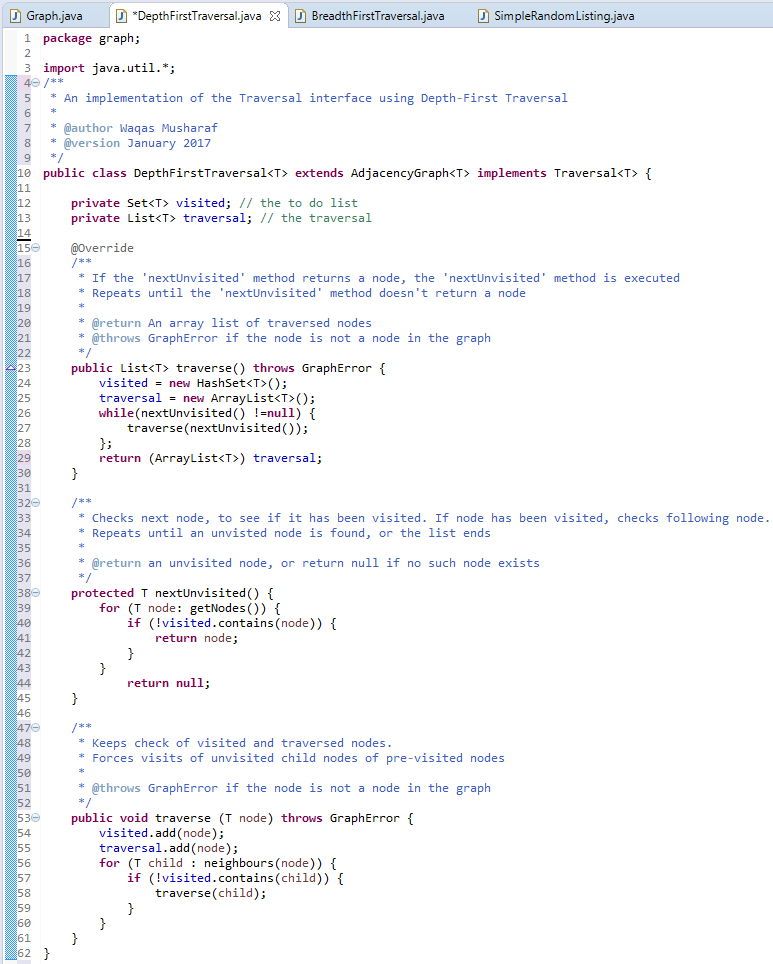 Graph.java *DepthFirstTraversal.java BreadthFirstTraversal.java SimpleRandomListing.java
1 package graph;
2
3 import java.util.*;
4 /**
5  * An implementation of the Traversal interface using Depth-First Traversal
6  *
7  * @author Waqas Musharaf
8  * @version January 2017
9  */
10 public class DepthFirstTraversal<T> extends AdjacencyGraph<T> implements Traversal<T> {
11
12     private Set<T> visited; // the to do list
13     private List<T> traversal; // the traversal
14
15     @Override
16     /**
17      * If the 'nextUnvisited' method returns a node, the 'nextUnvisited' method is executed
18      * Repeats until the 'nextUnvisited' method doesn't return a node
19      *
20      * @return An array list of traversed nodes
21      * @throws GraphError if the node is not a node in the graph
22      */
23     public List<T> traverse() throws GraphError {
24         visited = new HashSet<T>();
25         traversal = new ArrayList<T>();
26         while(nextUnvisited() !=null) {
27             traverse(nextUnvisited());
28         };
29         return (ArrayList<T>) traversal;
30     }
31
32     /**
33      * Checks next node, to see if it has been visited. If node has been visited, checks following node.
34      * Repeats until an unvisted node is found, or the list ends
35      *
36      * @return an unvisited node, or return null if no such node exists
37      */
38     protected T nextUnvisited() {
39         for (T node: getNodes()) {
40             if (!visited.contains(node)) {
41                 return node;
42             }
43         }
44             return null;
45     }
46
47     /**
48      * Keeps check of visited and traversed nodes.
49      * Forces visits of unvisited child nodes of pre-visited nodes
50      *
51      * @throws GraphError if the node is not a node in the graph
52      */
53     public void traverse (T node) throws GraphError {
54         visited.add(node);
55         traversal.add(node);
56         for (T child : neighbours(node)) {
57             if (!visited.contains(child)) {
58                 traverse(child);
59             }
60         }
61     }
62 }